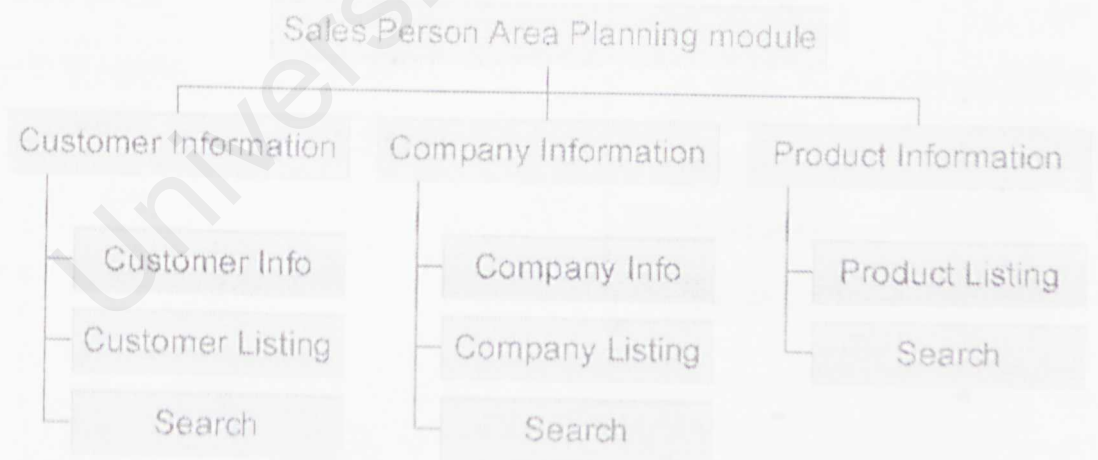 Sales Person Area Planning module
Customer Information
Company Information
Product Information
Customer Info
Company Info
Product Listing
Customer Listing
Company Listing
Search
Search
Search
Univers